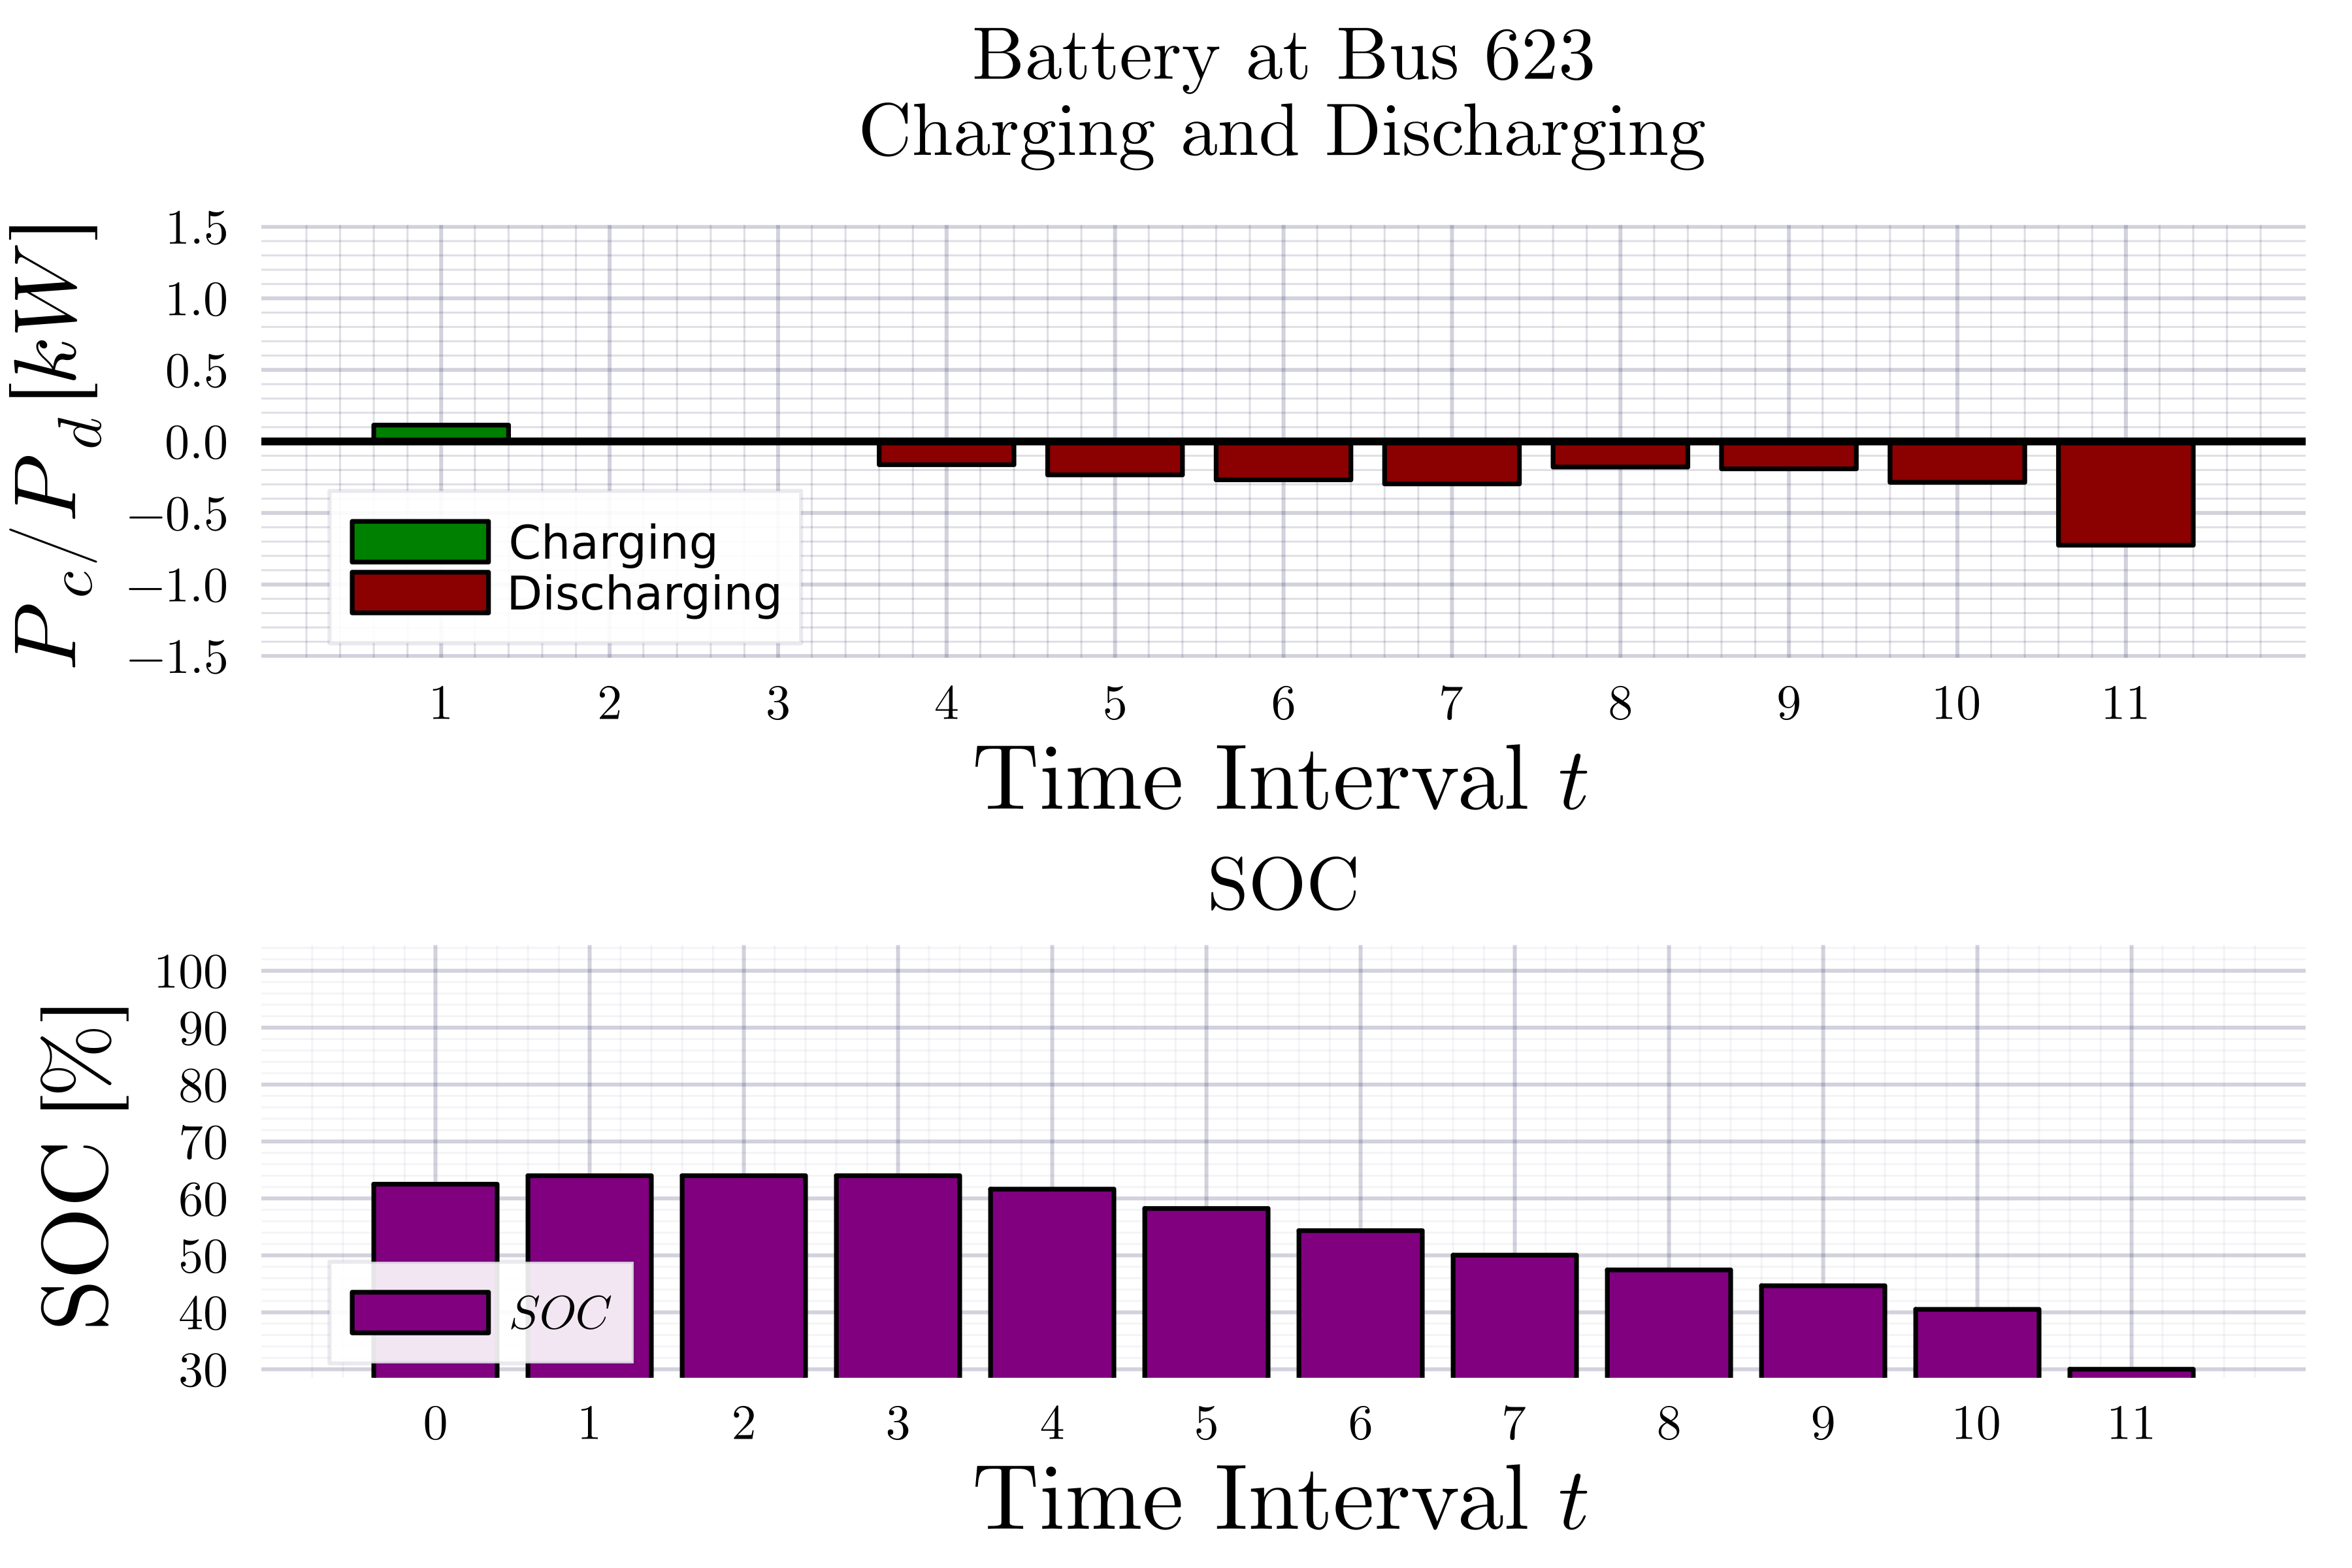 Battery at Bus 623
Charging and Discharging
P_c/P_d [kW]
1.5
1.0
0.5
0.0
−0.5
−1.0
−1.5
Charging
Discharging
1 2 3 4 5 6 7 8 9 10 11
Time Interval t
SOC
SOC [%]
100
90
80
70
60
50
40
30
SOC
0 1 2 3 4 5 6 7 8 9 10 11
Time Interval t